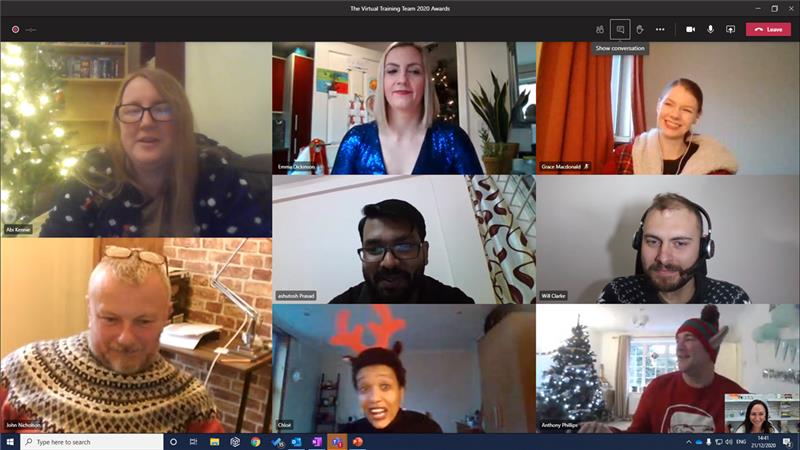 The Virtual Training Team 2020 Awards
Leave
Show conversation
Abi Kennie
Emma Dickinson
Grace Macdonald
ashutosh Prasad
Will Clarke
John Nicholson
Chloé
Anthony Phillips
Type here to search
ENG
14:41
21/12/2020